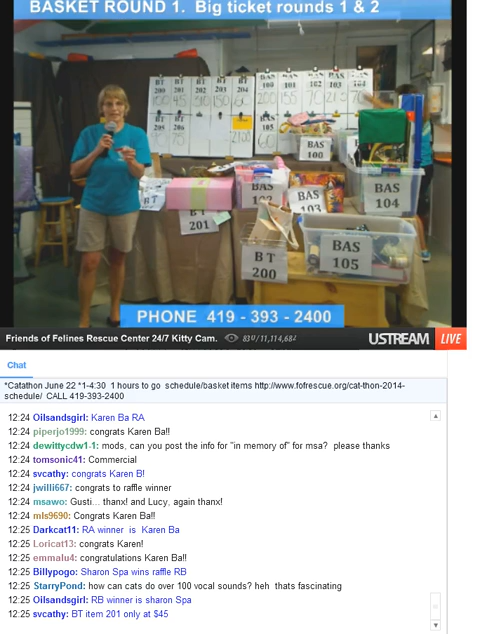 BASKET ROUND 1. Big ticket rounds 1 & 2
BT 200
BT 201
BT 202
BT 203
BT 204
BAS 100
BAS 101
BAS 102
BAS 103
BAS 104
100
45
150
200
155
70
BT 205
BT 206
75
2100
BAS 105
60
BAS 100
BT
BT 201
BAS
BAS 103
BAS 104
BT 200
BAS 105
PHONE 419 - 393 - 2400
Friends of Felines Rescue Center 24/7 Kitty Cam.
USTREAM LIVE
Chat
*Catathon June 22 *1-4:30 1 hours to go schedule/basket items http://www.fofrescue.org/cat-thon-2014-
schedule/ CALL 419-393-2400
12:24 Oilsandsgirl: Karen Ba RA
12:24 piperjo1999: congrats Karen Ba!!
12:24 dewittycdw1-1: mods, can you post the info for "in memory of" for msa? please thanks
12:24 tomsonic41: Commercial
12:24 svcathy: congrats Karen B!
12:24 jwilli667: congrats to raffle winner
12:24 msawo: Gusti... thanx! and Lucy, again thanx!
12:24 mls9690: Congrats Karen Ba!!
12:25 Darkcat11: RA winner is Karen Ba
12:25 Loricat13: congrats Karen!
12:25 emmalu4: congratulations Karen Ba!!
12:25 Billypogo: Sharon Spa wins raffle RB
12:25 StarryPond: how can cats do over 100 vocal sounds? heh thats fascinating
12:25 Oilsandsgirl: RB winner is sharon Spa
12:25 svcathy: BT item 201 only at $45